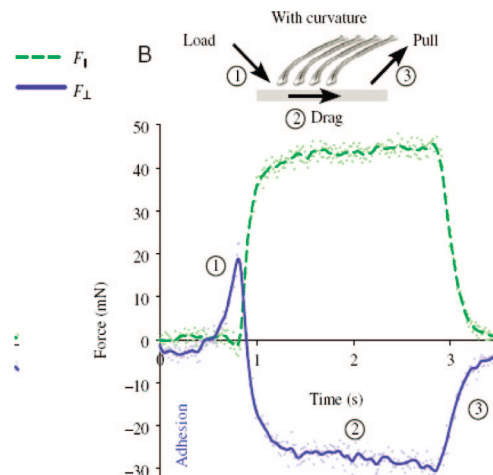 F∥
F⊥
B
With curvature
Load
Pull
1
3
2 Drag
50
40
30
20
10
0
−10
−20
−30
Force (mN)
1
1
2
3
Time (s)
2
3
Adhesion